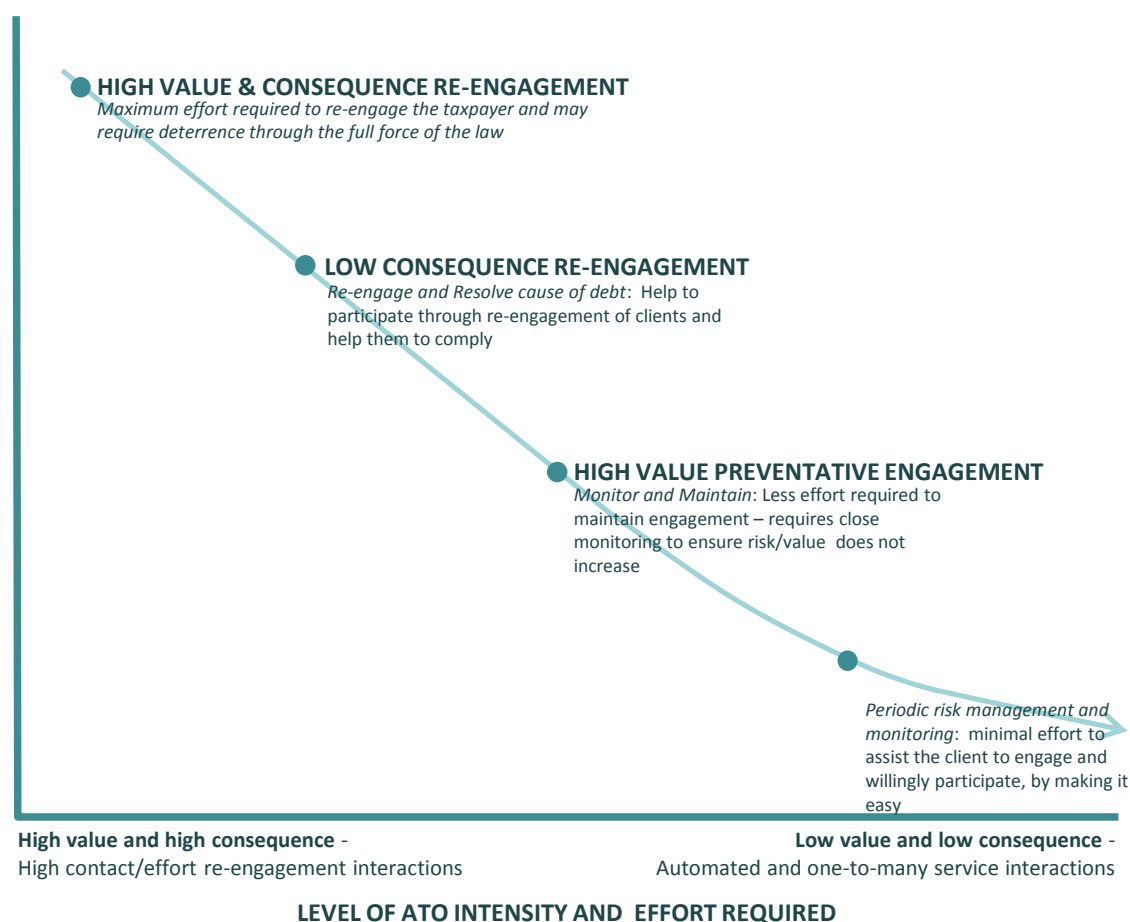 HIGH VALUE & CONSEQUENCE RE-ENGAGEMENT
Maximum effort required to re-engage the taxpayer and may
require deterrence through the full force of the law
LOW CONSEQUENCE RE-ENGAGEMENT
Re-engage and Resolve cause of debt: Help to
participate through re-engagement of clients and
help them to comply
HIGH VALUE PREVENTATIVE ENGAGEMENT
Monitor and Maintain: Less effort required to
maintain engagement – requires close
monitoring to ensure risk/value does not
increase
Periodic risk management and
monitoring: minimal effort to
assist the client to engage and
willingly participate, by making it
easy
High value and high consequence -
High contact/effort re-engagement interactions
Low value and low consequence -
Automated and one-to-many service interactions
LEVEL OF ATO INTENSITY AND EFFORT REQUIRED